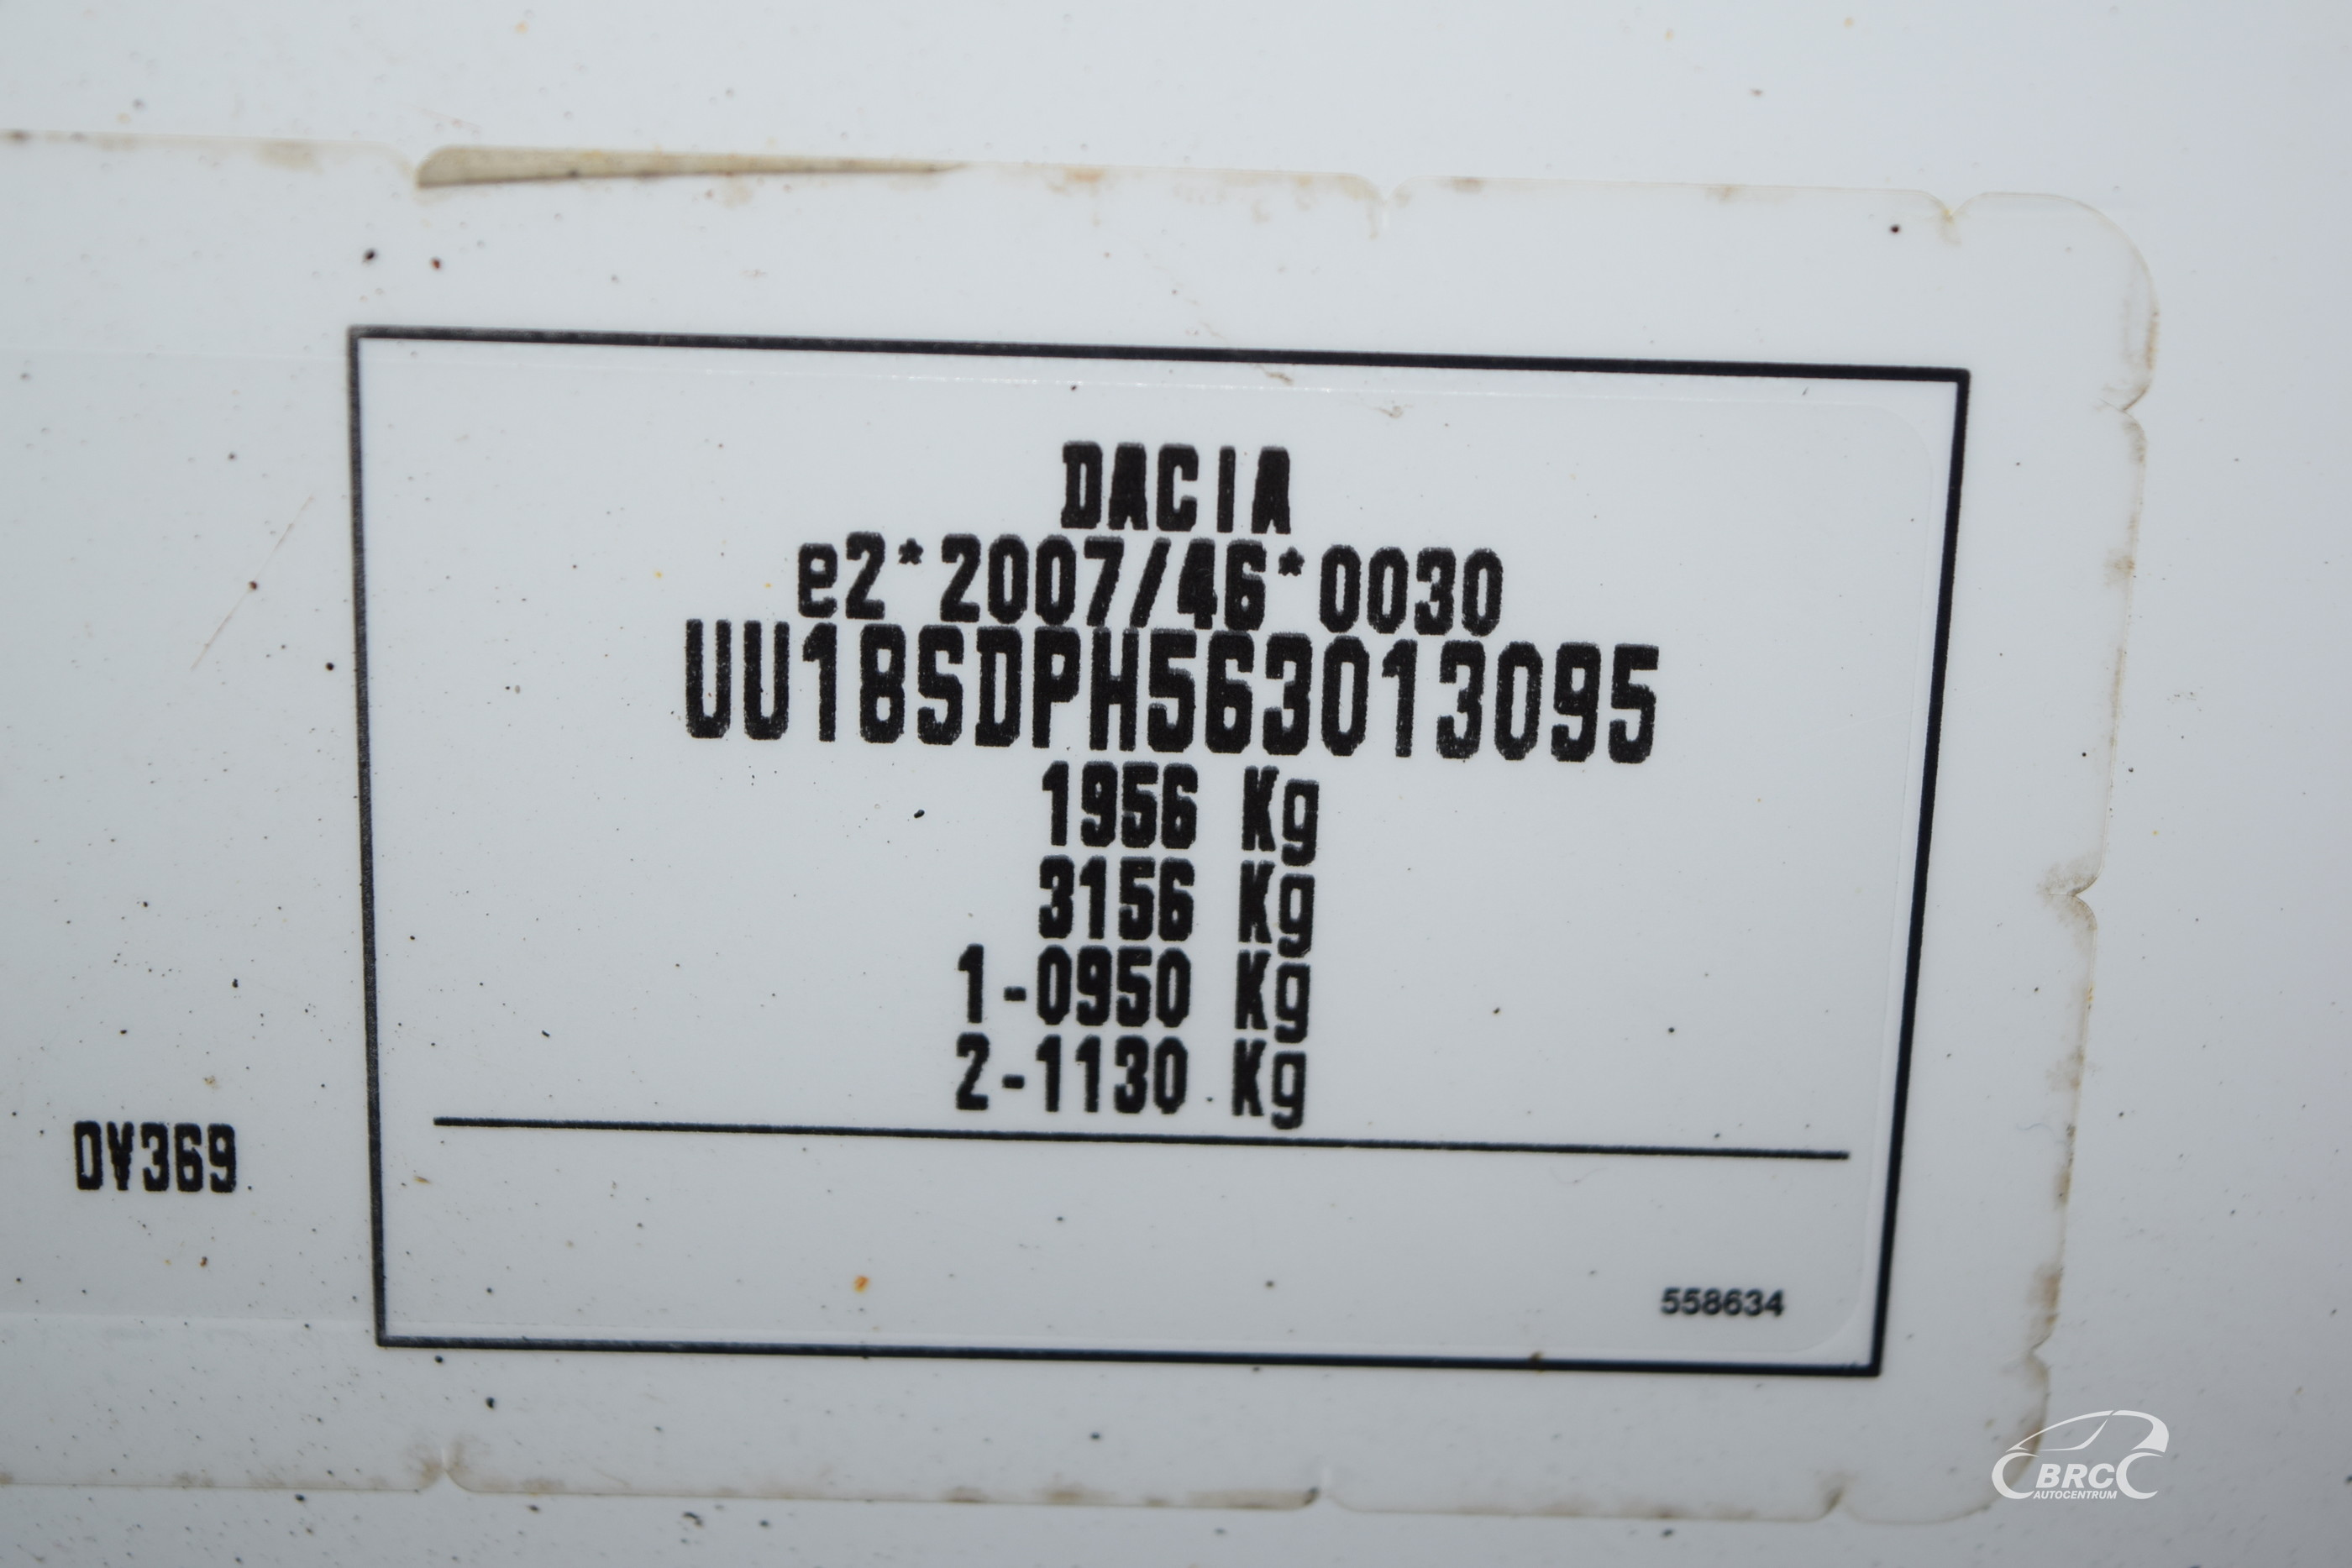 DACIA
e2*2007/46*0030
UU18SDPH563013095
1956 Kg
3156 Kg
1-0950 Kg
2-1130 Kg
DV369
558634
BRC
AUTOCENTRUM